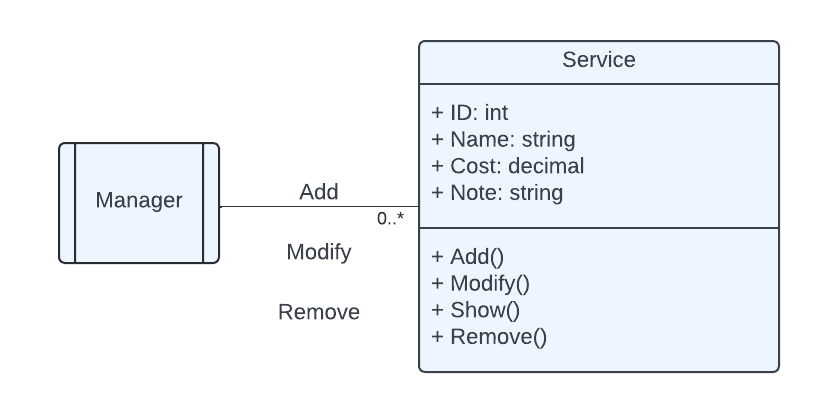 Service
+ ID: int
+ Name: string
+ Cost: decimal
+ Note: string
Manager
Add
0..*
Modify
Remove
+ Add()
+ Modify()
+ Show()
+ Remove()